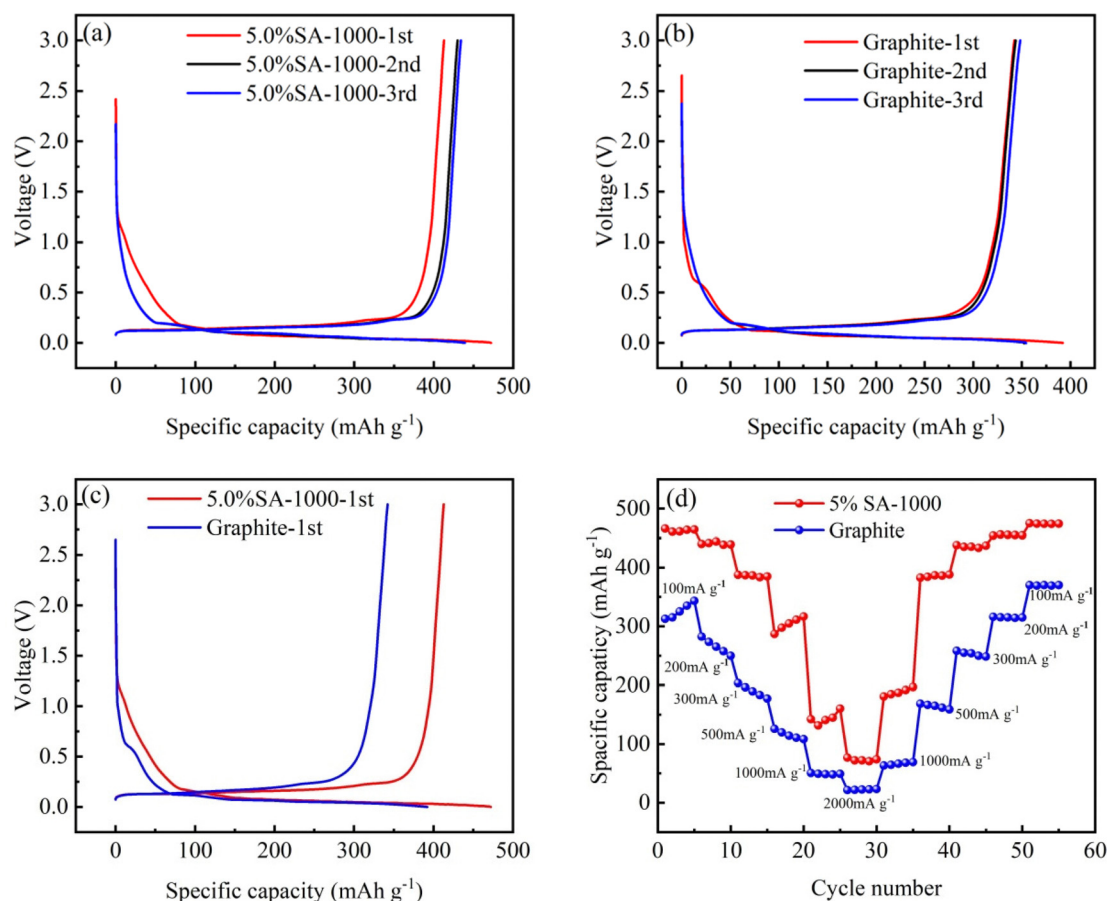 (a)
5.0%SA-1000-1st
5.0%SA-1000-2nd
5.0%SA-1000-3rd
3.0
2.5
2.0
1.5
1.0
0.5
0.0
Voltage (V)
0 100 200 300 400 500
Specific capacity (mAh g⁻¹)
(b)
Graphite-1st
Graphite-2nd
Graphite-3rd
3.0
2.5
2.0
1.5
1.0
0.5
0.0
Voltage (V)
0 50 100 150 200 250 300 350 400
Specific capacity (mAh g⁻¹)
(c)
5.0%SA-1000-1st
Graphite-1st
3.0
2.5
2.0
1.5
1.0
0.5
0.0
Voltage (V)
0 100 200 300 400 500
Specific capacity (mAh g⁻¹)
(d)
5% SA-1000
Graphite
500
400
300
200
100
0
Spacific capaticy (mAh g⁻¹)
100mA g⁻¹
200mA g⁻¹
300mA g⁻¹
500mA g⁻¹
1000mA g⁻¹
2000mA g⁻¹
1000mA g⁻¹
500mA g⁻¹
300mA g⁻¹
200mA g⁻¹
100mA g⁻¹
0 10 20 30 40 50 60
Cycle number